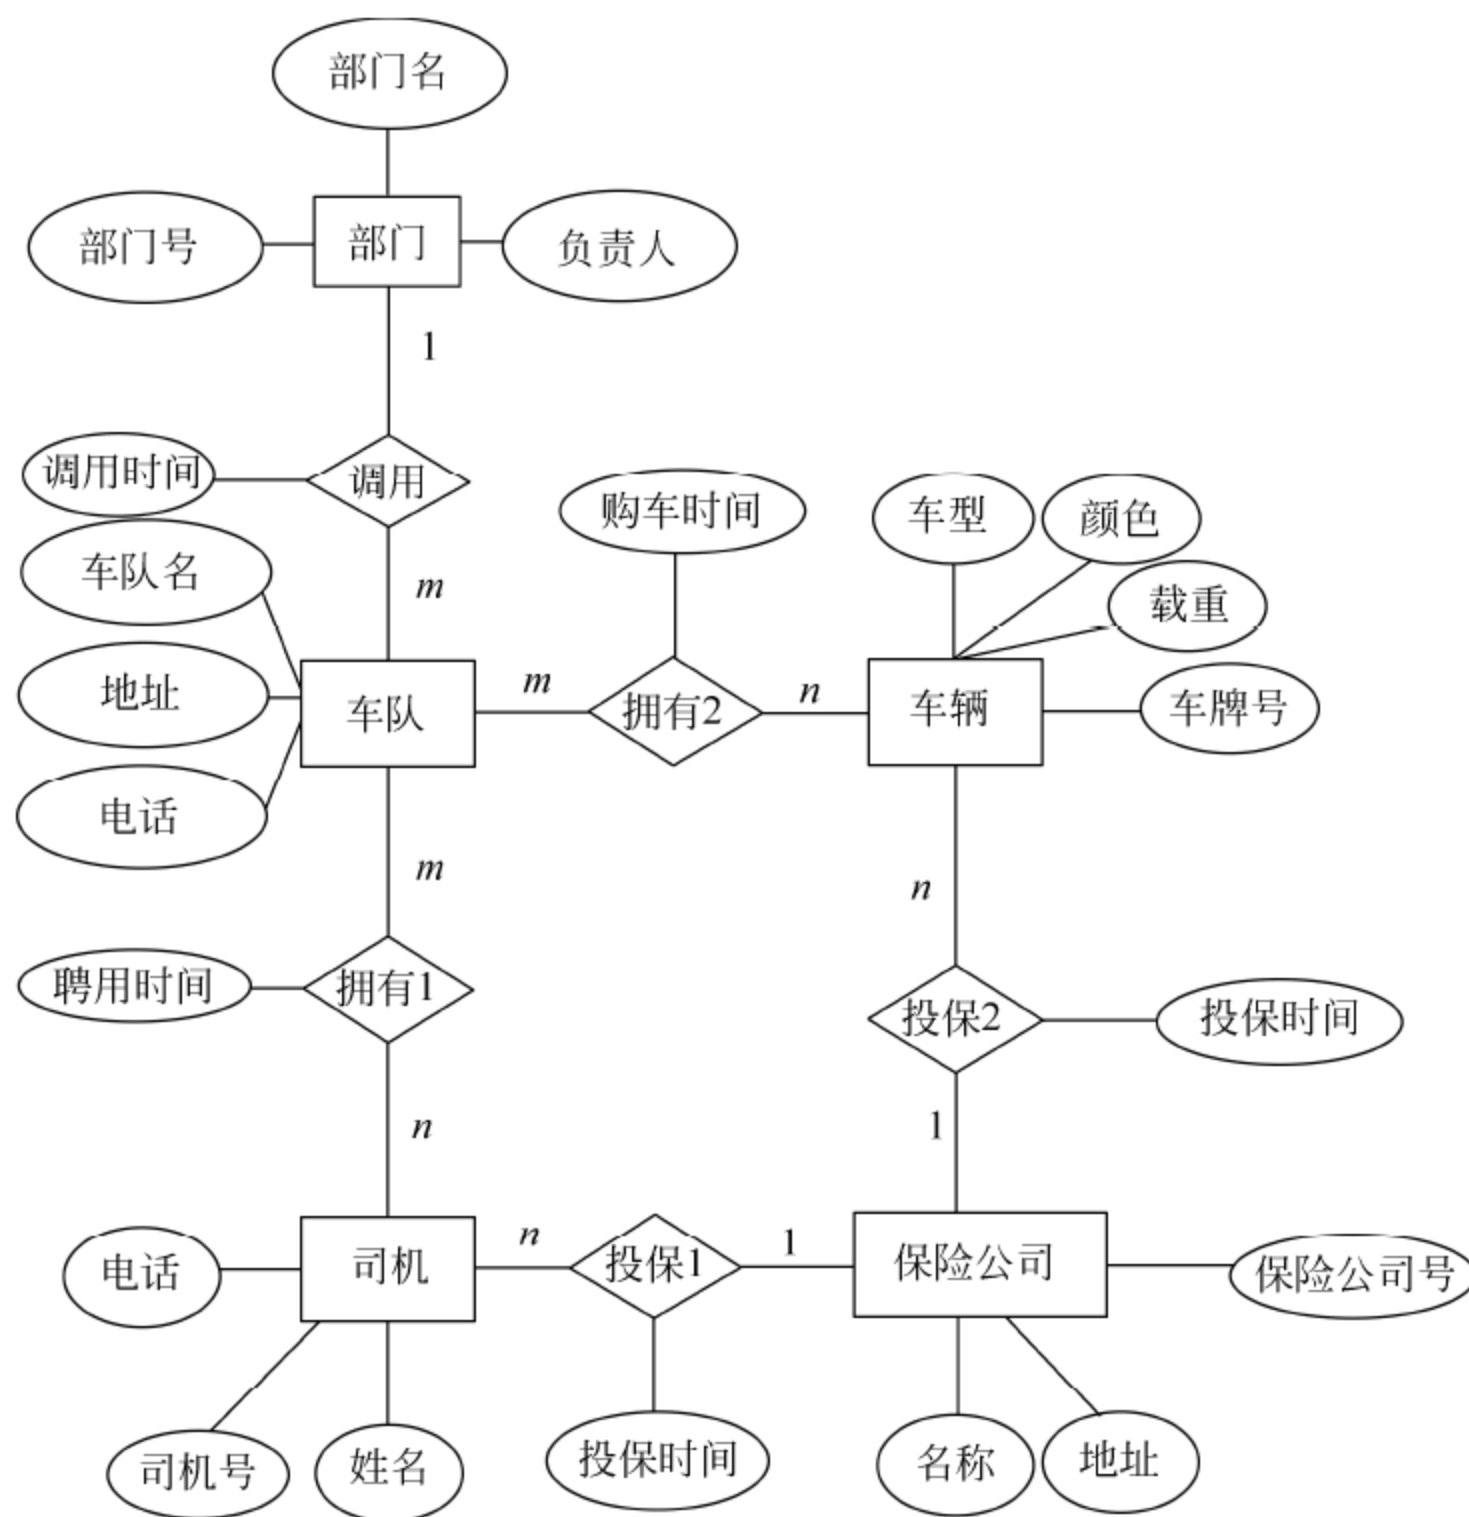 部门名
部门号
部门
负责人
1
调用时间
调用
购车时间
车型
颜色
车队名
m
载重
地址
车队
m
拥有2
n
车辆
车牌号
电话
m
n
聘用时间
拥有1
投保2
投保时间
n
1
电话
司机
n
投保1
1
保险公司
保险公司号
司机号
姓名
投保时间
名称
地址